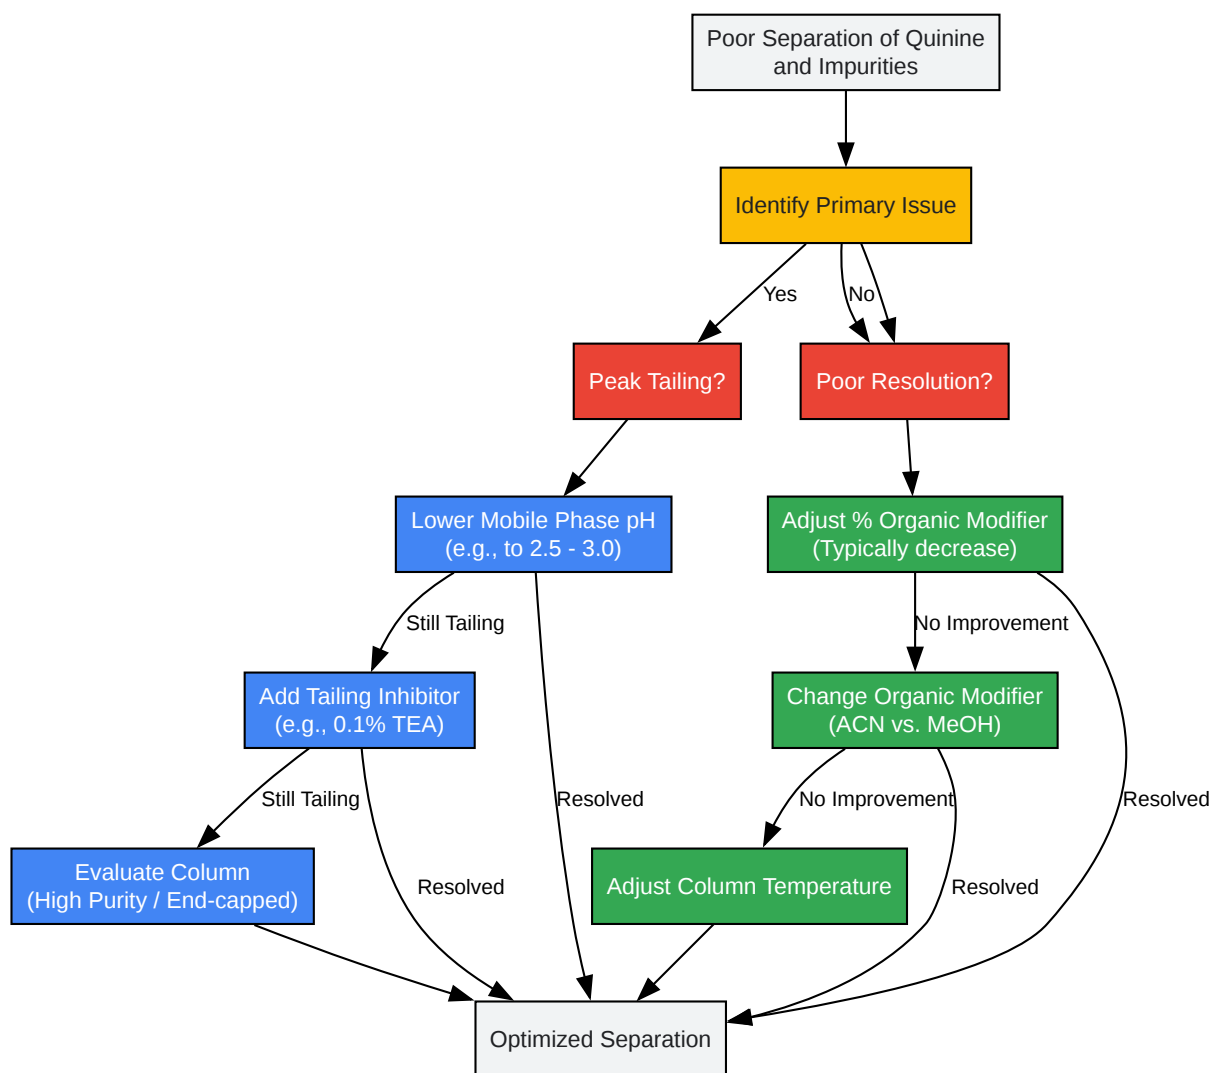 Poor Separation of Quinine
and Impurities
Identify Primary Issue
Yes
No
Peak Tailing?
Poor Resolution?
Lower Mobile Phase pH
(e.g., to 2.5 - 3.0)
Adjust % Organic Modifier
(Typically decrease)
Still Tailing
No Improvement
Add Tailing Inhibitor
(e.g., 0.1% TEA)
Change Organic Modifier
(ACN vs. MeOH)
Still Tailing
Resolved
No Improvement
Resolved
Evaluate Column
(High Purity / End-capped)
Resolved
Adjust Column Temperature
Resolved
Optimized Separation